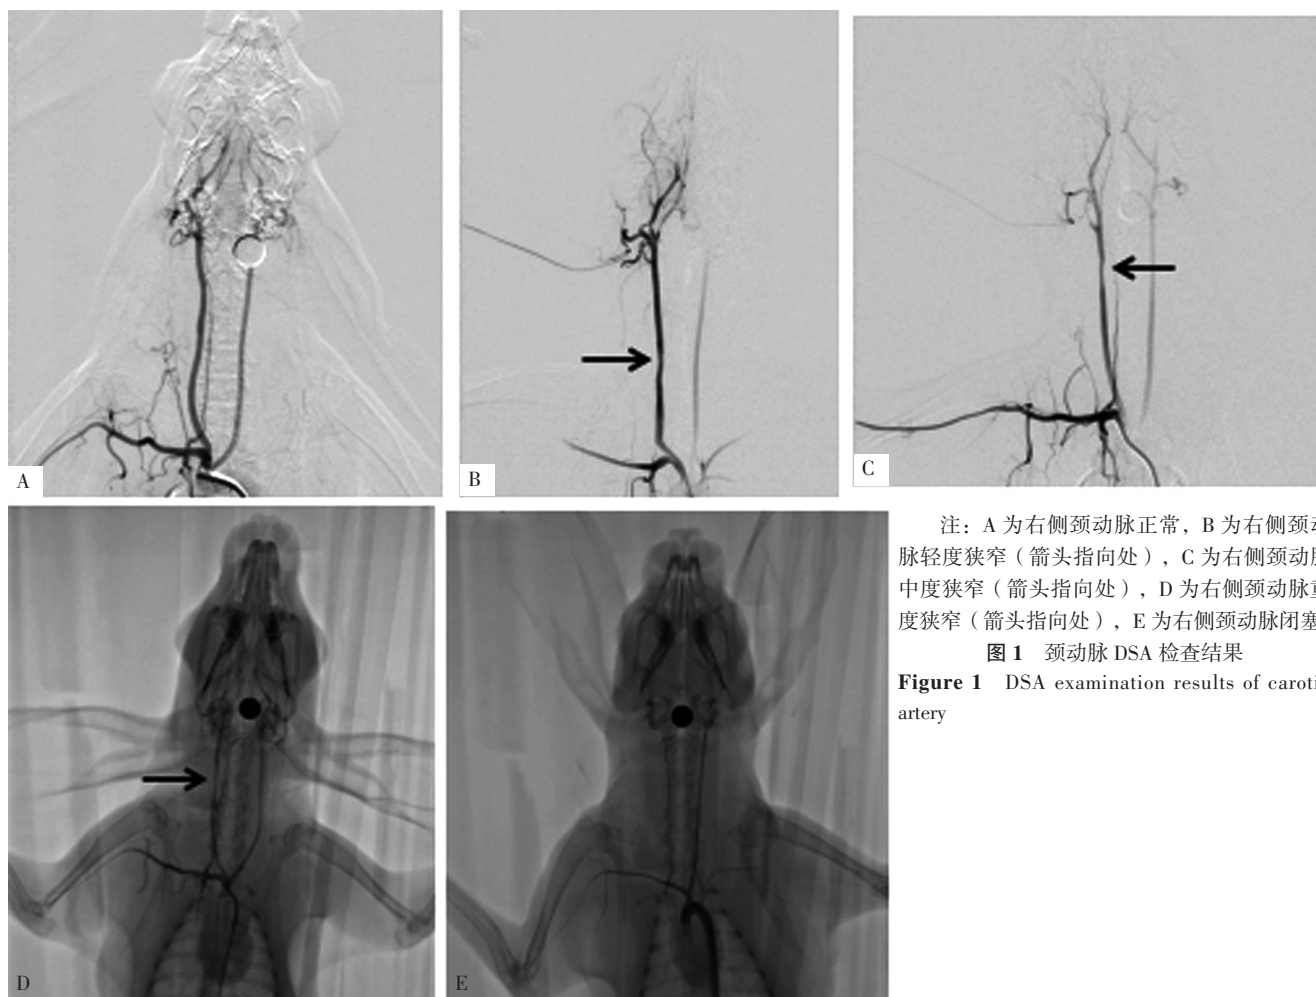 A
B
C
注：A 为右侧颈动脉正常，B 为右侧颈动
脉轻度狭窄（箭头指向处），C 为右侧颈动脉
中度狭窄（箭头指向处），D 为右侧颈动脉重
度狭窄（箭头指向处），E 为右侧颈动脉闭塞
图 1 颈动脉 DSA 检查结果
Figure 1 DSA examination results of caroti
artery
D
E